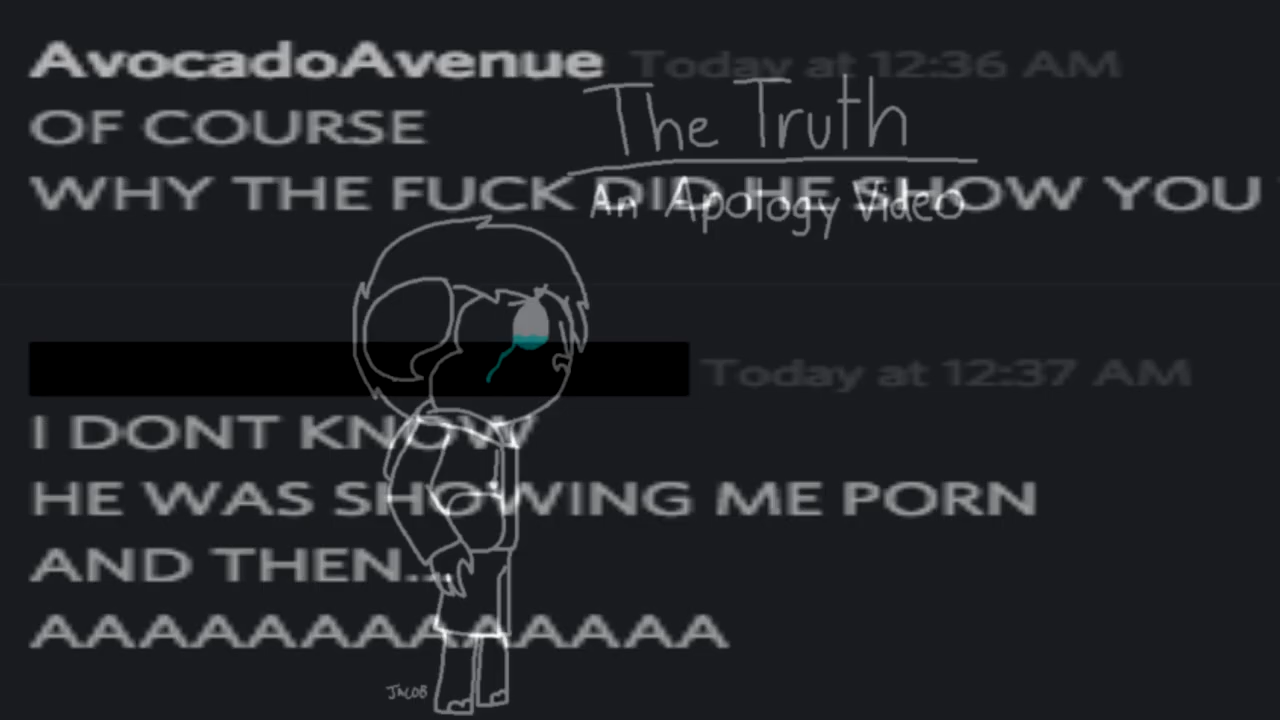 AvocadoAvenue Today at 12:36 AM
The Truth
OF COURSE
WHY THE FUCK DID HE SHOW YOU
An Apology Video
Today at 12:37 AM
I DONT KNOW
HE WAS SHOWING ME PORN
AND THEN...
AAAAAAAAAAAAAA
JACOB